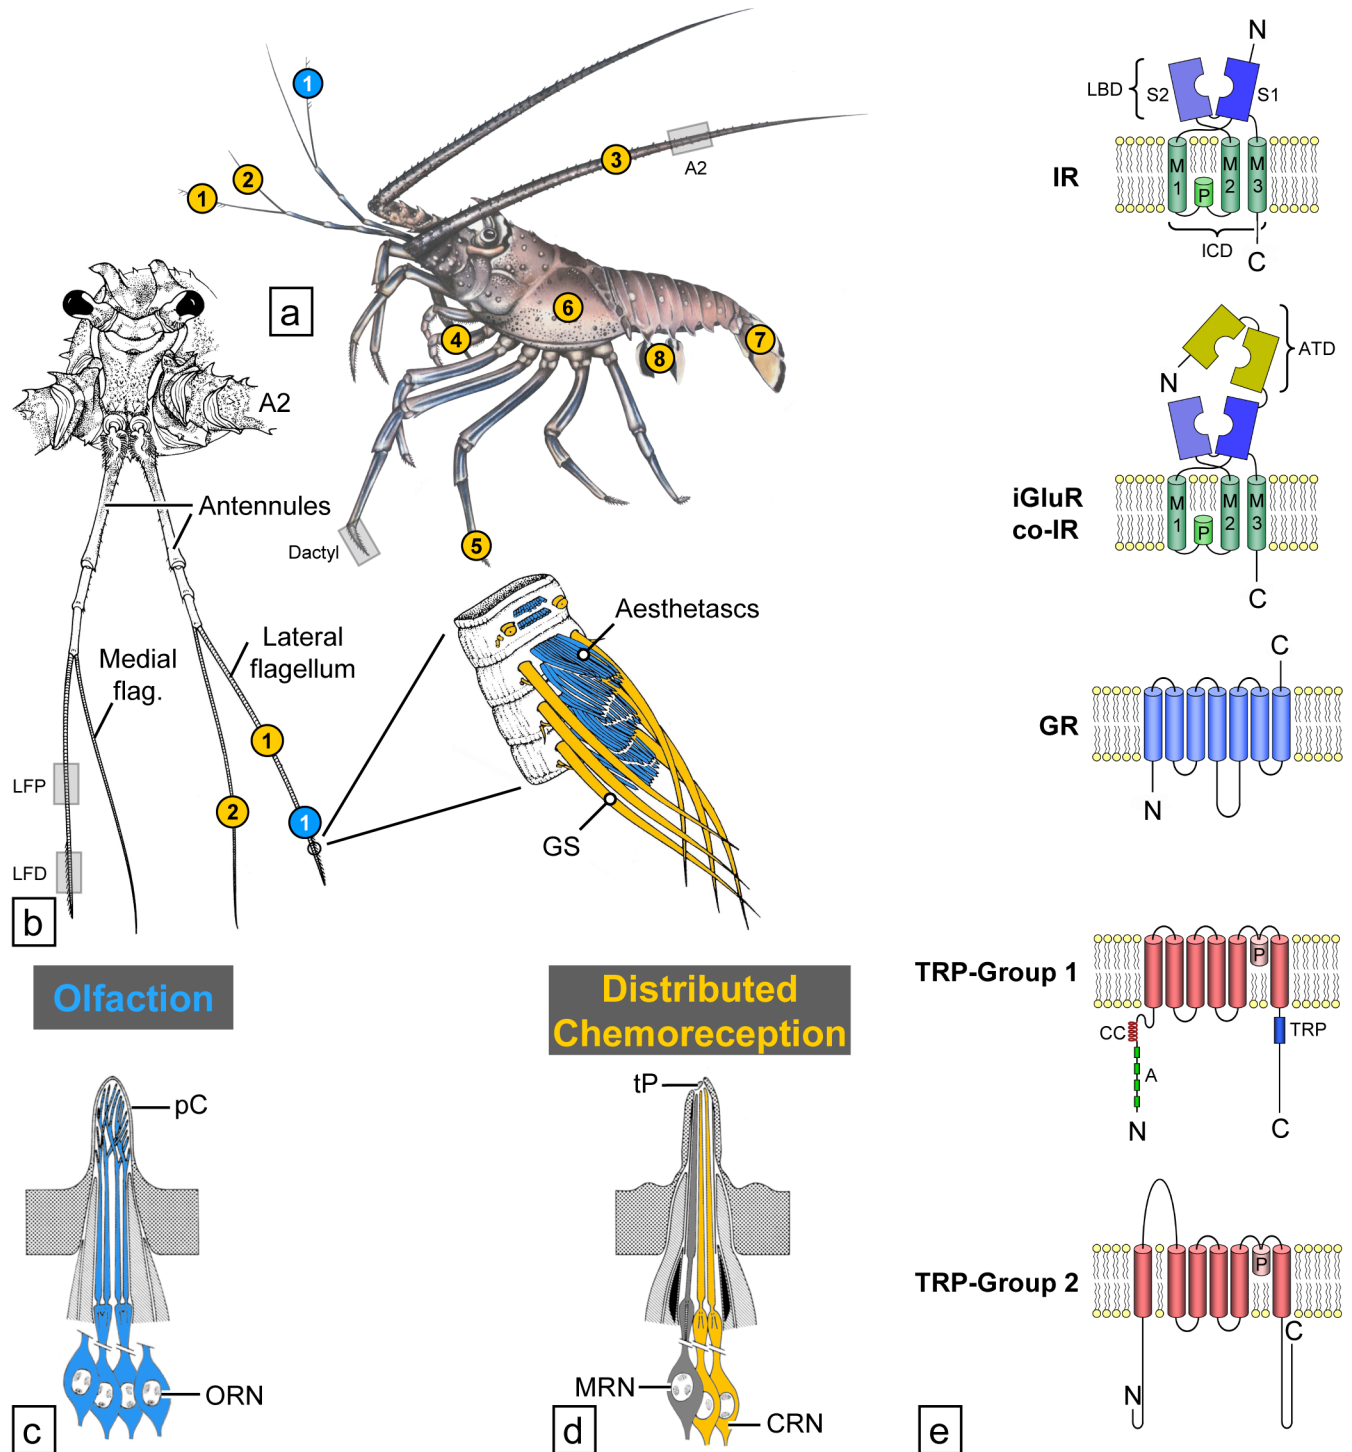 1
2
1
3
A2
a
6
4
7
8
5
Dactyl
A2
Antennules
Lateral
flagellum
Medial
flag.
1
2
1
LFP
LFD
b
Aesthetascs
GS
Olfaction
pC
ORN
c
Distributed
Chemoreception
tP
MRN
CRN
d
N
LBD
S2
S1
IR
M
1
P
M
2
M
3
ICD
C
ATD
N
iGluR
co-IR
M
1
P
M
2
M
3
C
C
GR
N
TRP-Group 1
P
CC
TRP
A
N
C
TRP-Group 2
P
C
N
e